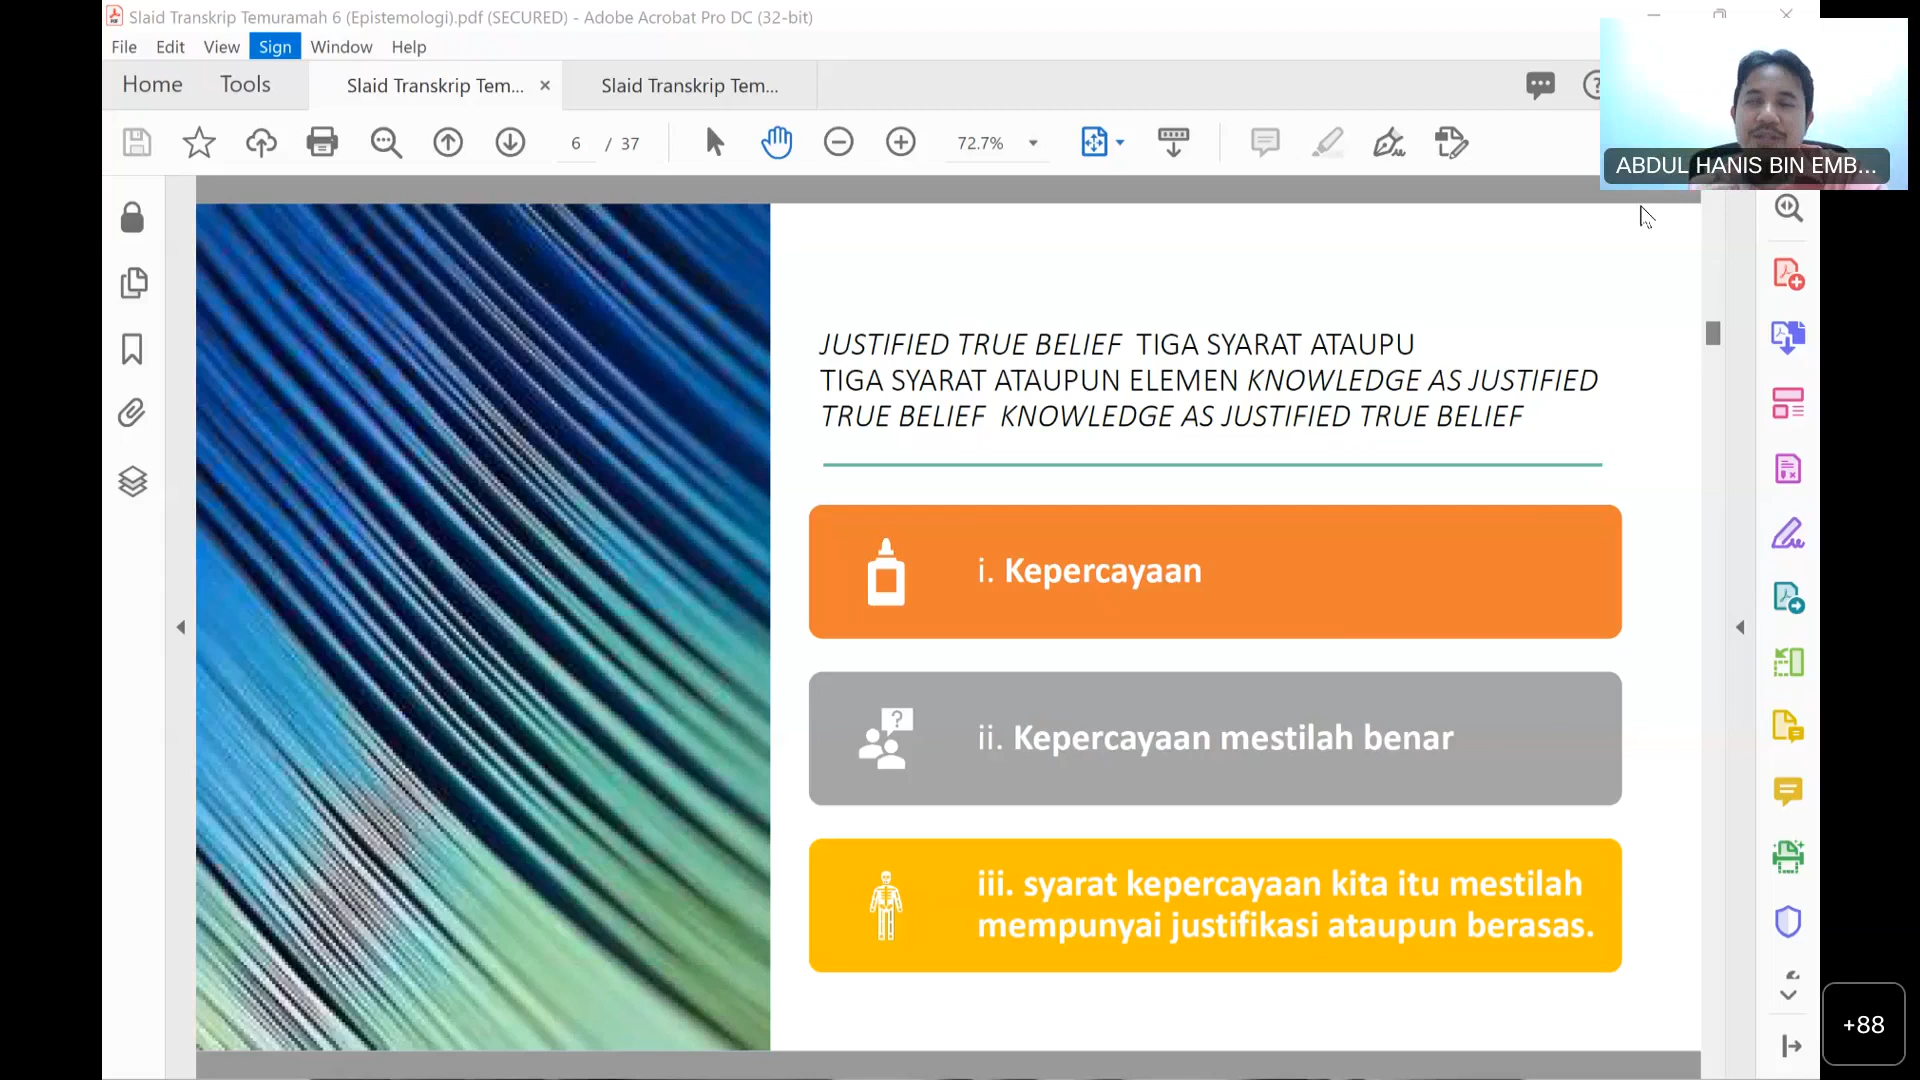 Slaid Transkrip Temuramah 6 (Epistemologi).pdf (SECURED) - Adobe Acrobat Pro DC (32-bit)
File Edit View Sign Window Help
Home Tools Slaid Transkrip Tem... × Slaid Transkrip Tem...
6 / 37 72.7%
ABDUL HANIS BIN EMB...
JUSTIFIED TRUE BELIEF TIGA SYARAT ATAUPU
TIGA SYARAT ATAUPUN ELEMEN KNOWLEDGE AS JUSTIFIED
TRUE BELIEF KNOWLEDGE AS JUSTIFIED TRUE BELIEF
i. Kepercayaan
ii. Kepercayaan mestilah benar
iii. syarat kepercayaan kita itu mestilah
mempunyai justifikasi ataupun berasas.
+88